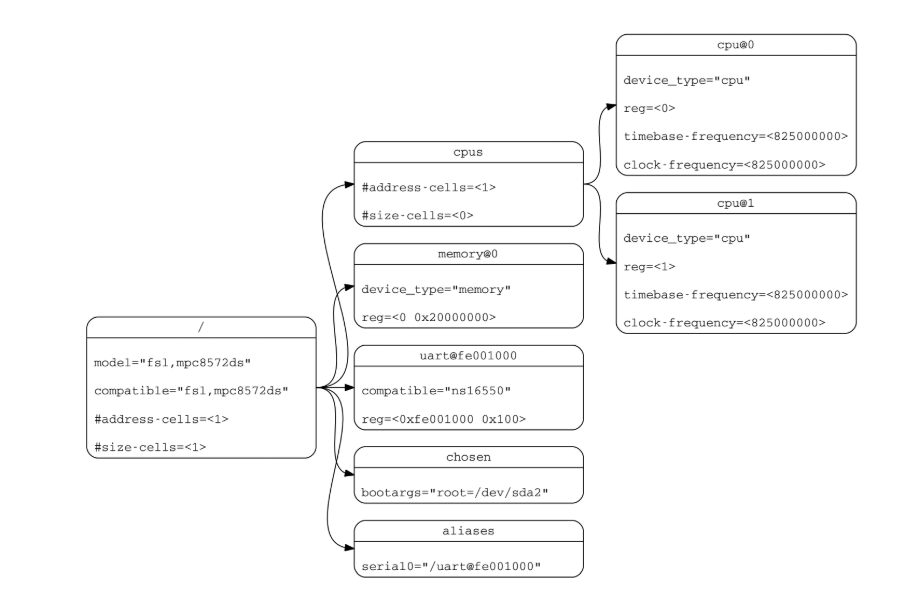 /
model="fsl,mpc8572ds"
compatible="fsl,mpc8572ds"
#address-cells=<1>
#size-cells=<1>
cpus
#address-cells=<1>
#size-cells=<0>
memory@0
device_type="memory"
reg=<0 0x20000000>
uart@fe001000
compatible="ns16550"
reg=<0xfe001000 0x100>
chosen
bootargs="root=/dev/sda2"
aliases
serial0="/uart@fe001000"
cpu@0
device_type="cpu"
reg=<0>
timebase-frequency=<825000000>
clock-frequency=<825000000>
cpu@1
device_type="cpu"
reg=<1>
timebase-frequency=<825000000>
clock-frequency=<825000000>